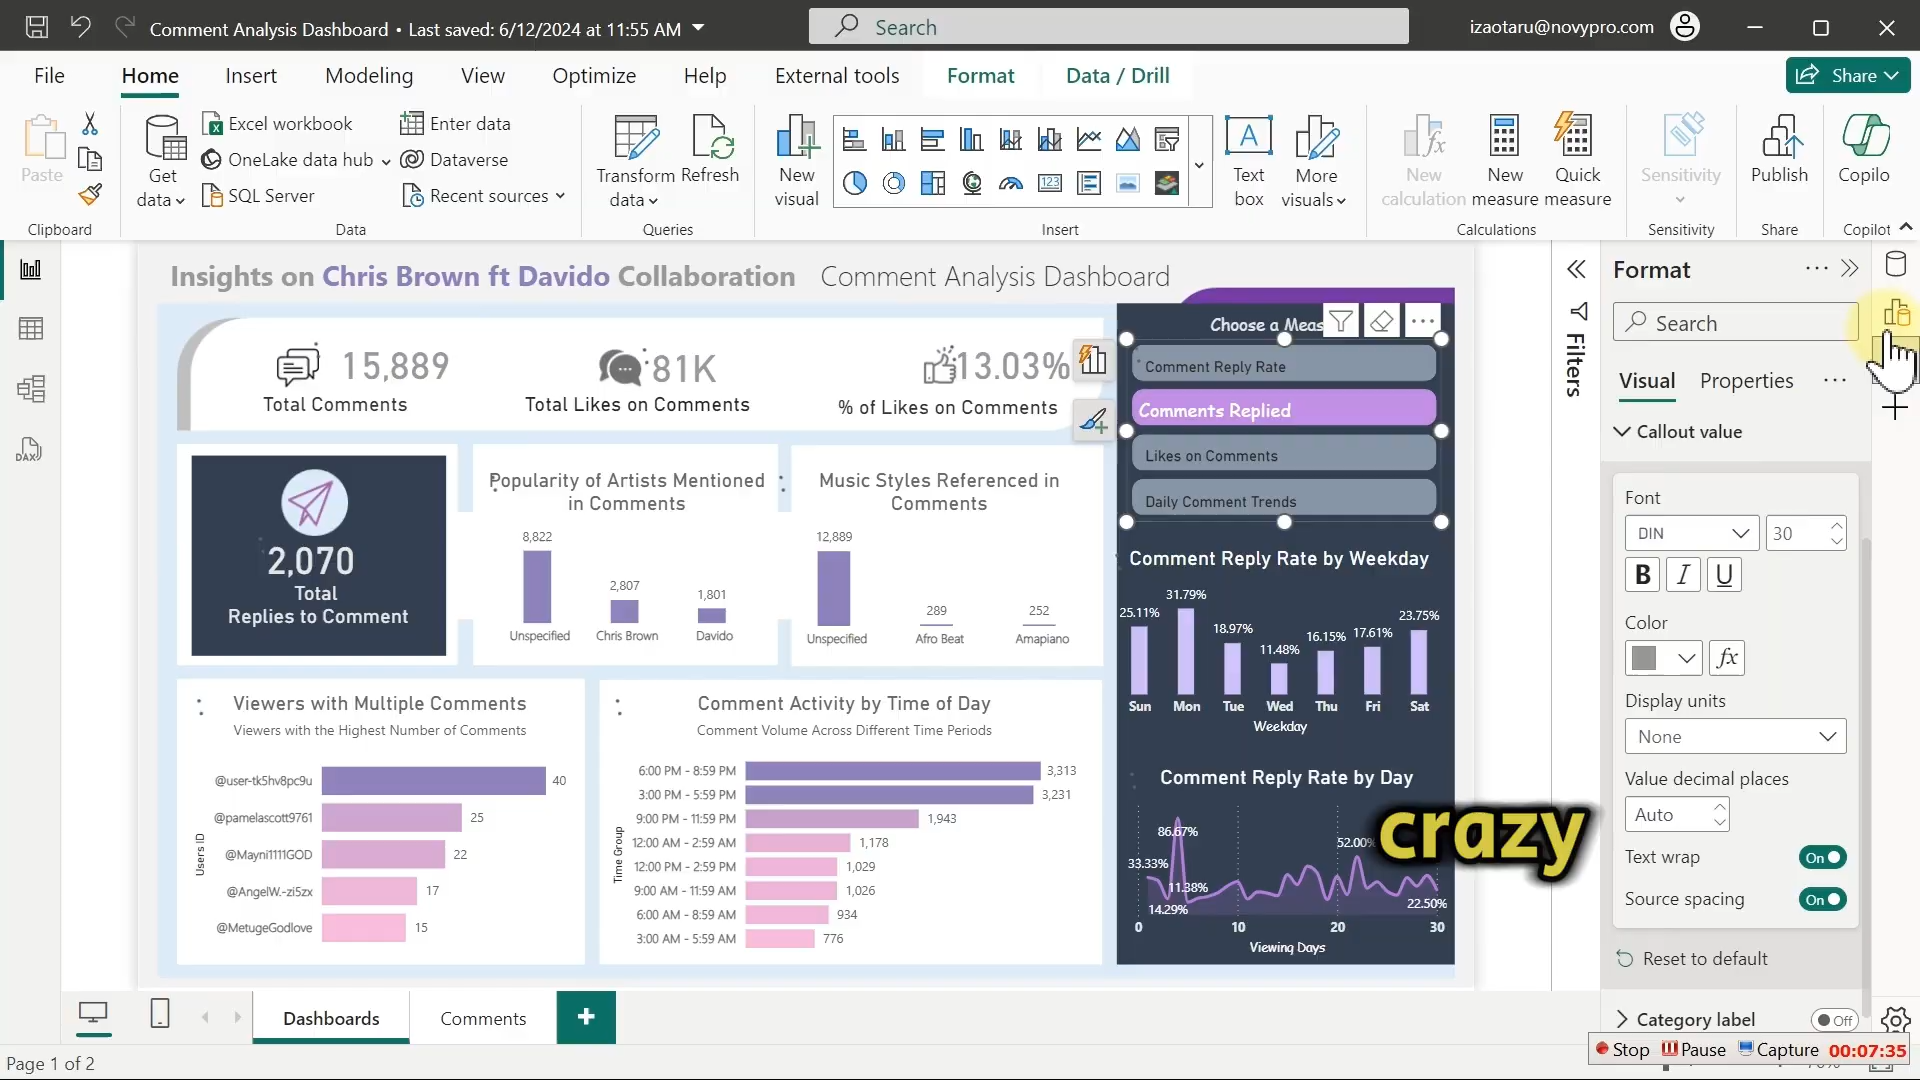 Comment Analysis Dashboard • Last saved: 6/12/2024 at 11:55 AM
Search
izaotaru@novypro.com
File Home Insert Modeling View Optimize Help External tools Format Data / Drill
Share
Paste
Clipboard
Get data
Excel workbook
OneLake data hub
SQL Server
Enter data
Dataverse
Recent sources
Data
Transform data
Refresh
Queries
New visual
Text box
More visuals
Insert
New calculation
New measure
Quick measure
Calculations
Sensitivity
Sensitivity
Publish
Share
Copilo
Copilot
Insights on Chris Brown ft Davido Collaboration
Comment Analysis Dashboard
15,889
Total Comments
81K
Total Likes on Comments
13.03%
% of Likes on Comments
2,070
Total
Replies to Comment
Popularity of Artists Mentioned
in Comments
8,822
2,807
1,801
Unspecified
Chris Brown
Davido
Music Styles Referenced in
Comments
12,889
289
252
Unspecified
Afro Beat
Amapiano
Viewers with Multiple Comments
Viewers with the Highest Number of Comments
Users ID
@user-tk5hv8pc9u 40
@pamelascott9761 25
@Mayni1111GOD 22
@AngelW.-zi5zx 17
@MetugeGodlove 15
Comment Activity by Time of Day
Comment Volume Across Different Time Periods
Time Group
6:00 PM - 8:59 PM 3,313
3:00 PM - 5:59 PM 3,231
9:00 PM - 11:59 PM 1,943
12:00 AM - 2:59 AM 1,178
12:00 PM - 2:59 PM 1,029
9:00 AM - 11:59 AM 1,026
6:00 AM - 8:59 AM 934
3:00 AM - 5:59 AM 776
Choose a Meas
Comment Reply Rate
Comments Replied
Likes on Comments
Daily Comment Trends
Comment Reply Rate by Weekday
25.11%
31.79%
18.97%
11.48%
16.15%
17.61%
23.75%
Sun Mon Tue Wed Thu Fri Sat
Weekday
Comment Reply Rate by Day
33.33%
86.67%
14.29%
11.38%
52.00%
22.50%
0 10 20 30
Viewing Days
crazy
Filters
Format
Search
Visual
Properties
Callout value
Font
DIN
30
B I U
Color
fx
Display units
None
Value decimal places
Auto
Text wrap
On
Source spacing
On
Reset to default
Category label
Off
DAX
Dashboards
Comments
Page 1 of 2
Stop Pause Capture 00:07:35